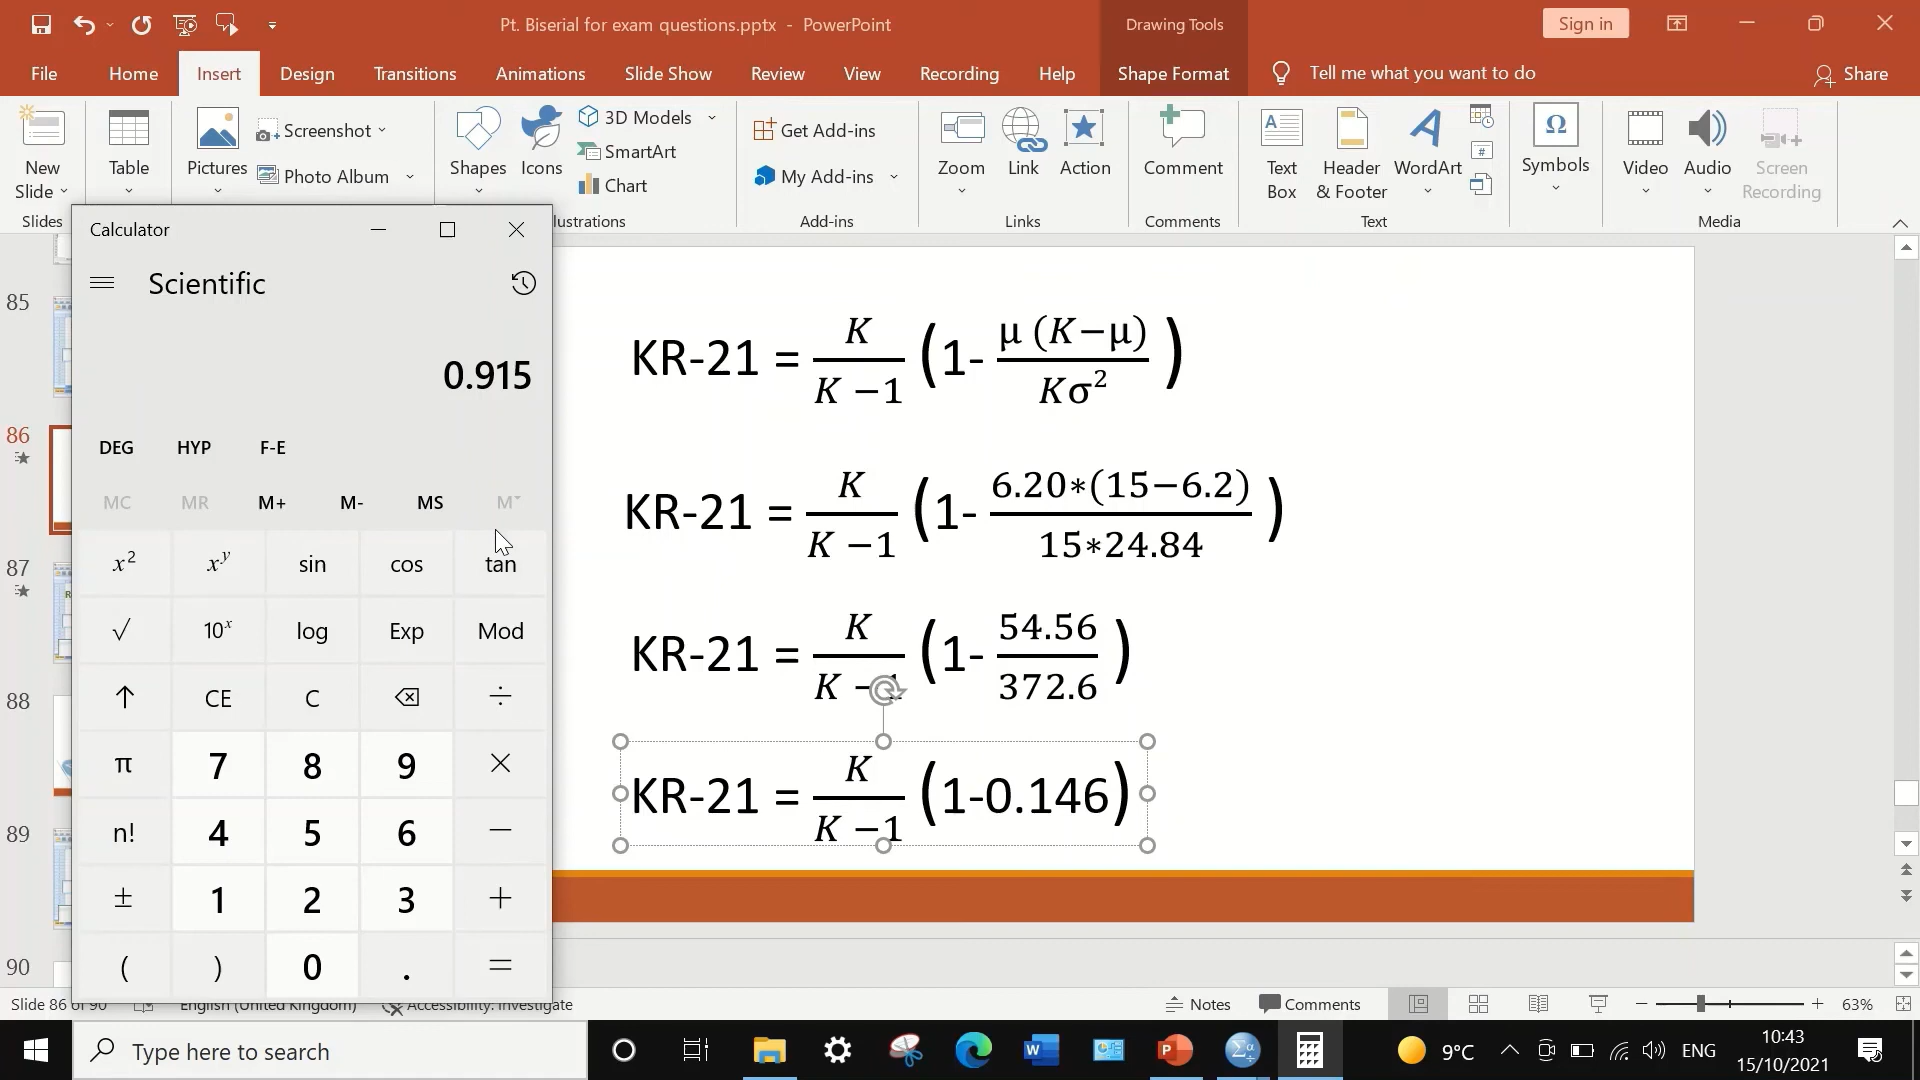 Pt. Biserial for exam questions.pptx - PowerPoint
Drawing Tools
Sign in
File Home Insert Design Transitions Animations Slide Show Review View Recording Help Shape Format Tell me what you want to do Share
New Slide
Table
Pictures
Screenshot
Photo Album
Shapes
Icons
3D Models
SmartArt
Chart
Get Add-ins
My Add-ins
Zoom
Link
Action
Comment
Text Box
Header & Footer
WordArt
Symbols
Video
Audio
Screen Recording
Slides
lustrations
Add-ins
Links
Comments
Text
Media
85
86
87
88
89
90
Calculator
Scientific
0.915
DEG HYP F-E
MC MR M+ M- MS M˅
x² xʸ sin cos tan
√ 10ˣ log Exp Mod
↑ CE C ⌫ ÷
π 7 8 9 ×
n! 4 5 6 −
± 1 2 3 +
( ) 0 . =
KR-21 = K / K −1 (1- μ (K−μ) / Kσ² )
KR-21 = K / K −1 (1- 6.20*(15−6.2) / 15*24.84 )
KR-21 = K / K −1 (1- 54.56 / 372.6 )
KR-21 = K / K −1 (1-0.146)
Slide 86 of 90 English (United Kingdom) Accessibility: Investigate Notes Comments 63%
Type here to search
9°C ENG
10:43
15/10/2021